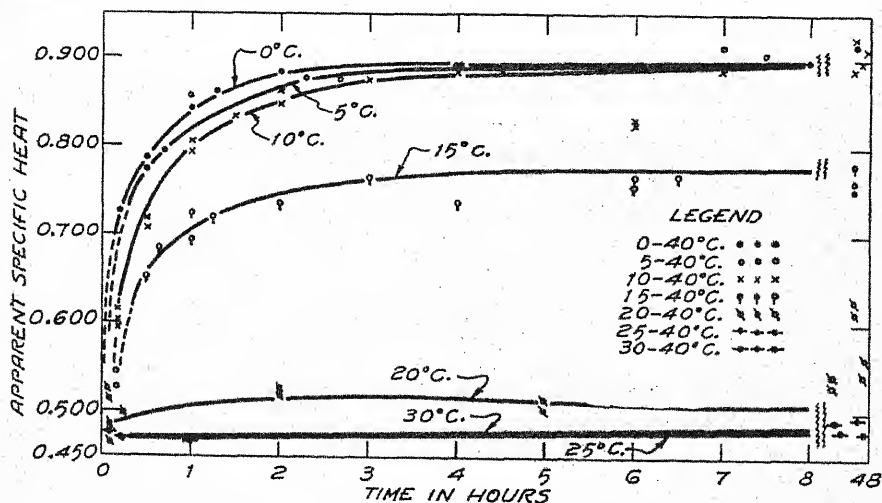 APPARENT SPECIFIC HEAT
0.900
0.800
0.700
0.600
0.500
0.450
0°C.
5°C.
10°C.
15°C.
20°C.
30°C.
25°C.
LEGEND
0-40°C.
5-40°C.
10-40°C.
15-40°C.
20-40°C.
25-40°C.
30-40°C.
0 1 2 3 4 5 6 7 8 48
TIME IN HOURS